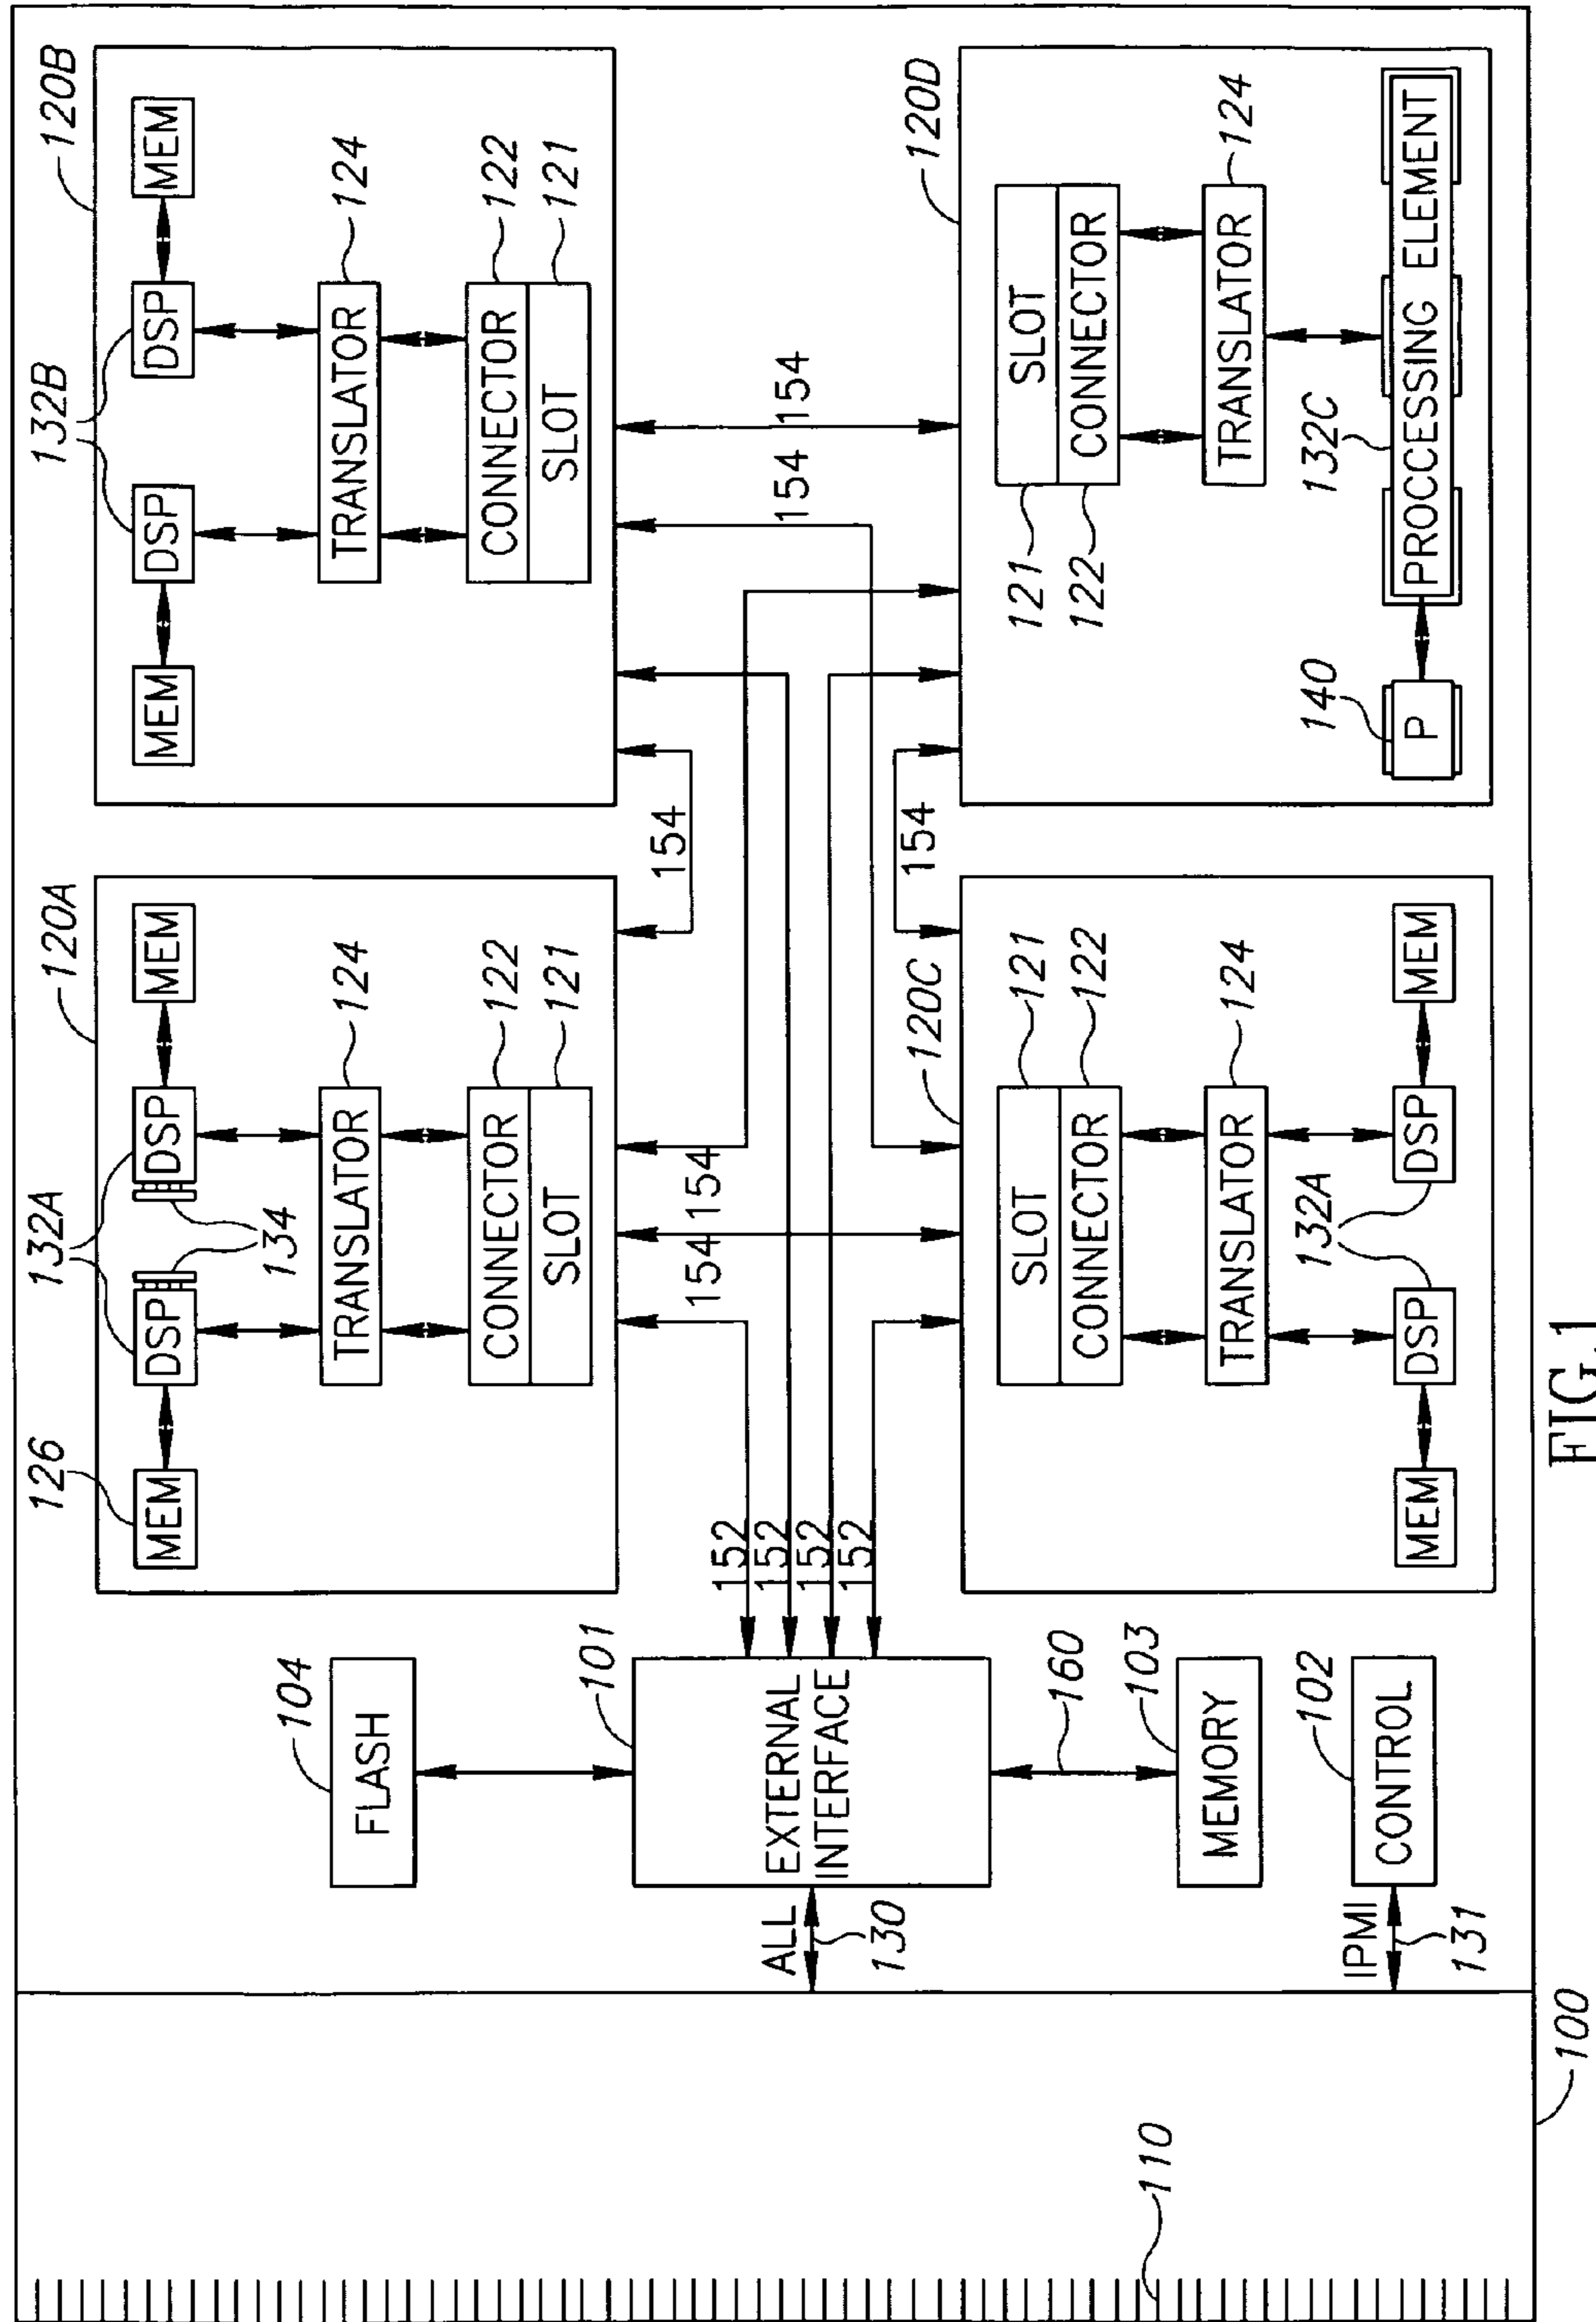 104
FLASH
101
EXTERNAL
INTERFACE
ALL
130
160
103
MEMORY
102
CONTROL
IPMI
131
110
100
120A
126
132A
134
MEM
DSP
DSP
MEM
TRANSLATOR
124
CONNECTOR
122
SLOT
121
120B
132B
MEM
DSP
DSP
MEM
TRANSLATOR
124
CONNECTOR
122
SLOT
121
152
152
152
152
154
154
154
154
154
154
120C
SLOT
121
CONNECTOR
122
TRANSLATOR
124
132A
MEM
DSP
DSP
MEM
120D
121
SLOT
122
CONNECTOR
TRANSLATOR
124
140
132C
P
PROCCESSING ELEMENT
FIG.1